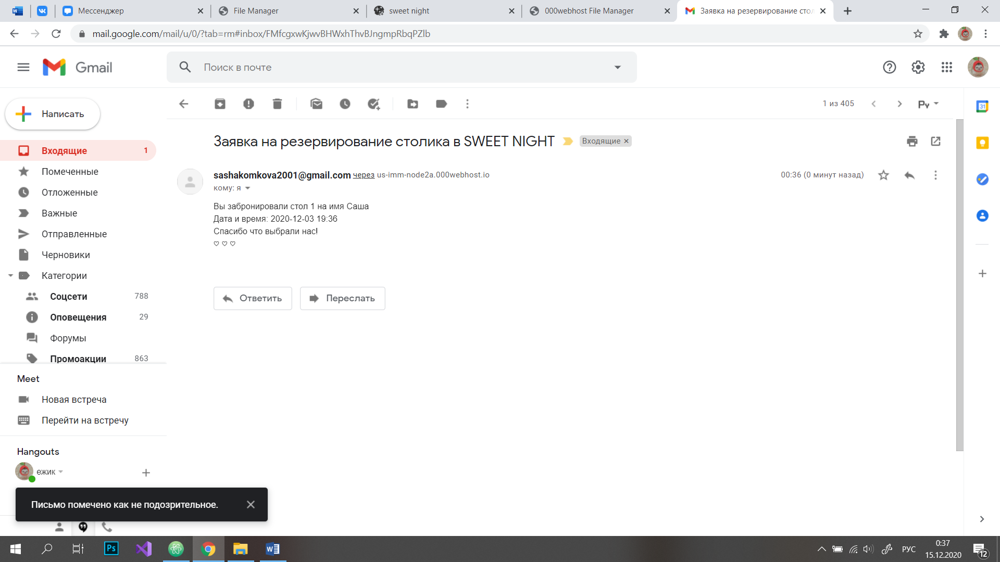 Мессенджер
File Manager
sweet night
000webhost File Manager
Заявка на резервирование стол
mail.google.com/mail/u/0/?tab=rm#inbox/FMfcgxwKjwvBHWxhThvBJngmpRbqPZlb
Gmail
Поиск в почте
Написать
1 из 405
Ру
31
Входящие 1
Помеченные
Отложенные
Важные
Отправленные
Черновики
Категории
Соцсети 788
Оповещения 29
Форумы
Промоакции 863
Meet
Новая встреча
Перейти на встречу
Hangouts
ежик
Заявка на резервирование столика в SWEET NIGHT
Входящие ×
sashakomkova2001@gmail.com через us-imm-node2a.000webhost.io
00:36 (0 минут назад)
кому: я
Вы забронировали стол 1 на имя Саша
Дата и время: 2020-12-03 19:36
Спасибо что выбрали нас!
♡ ♡ ♡
Ответить
Переслать
Письмо помечено как не подозрительное.
Ps
РУС
0:37
15.12.2020
12